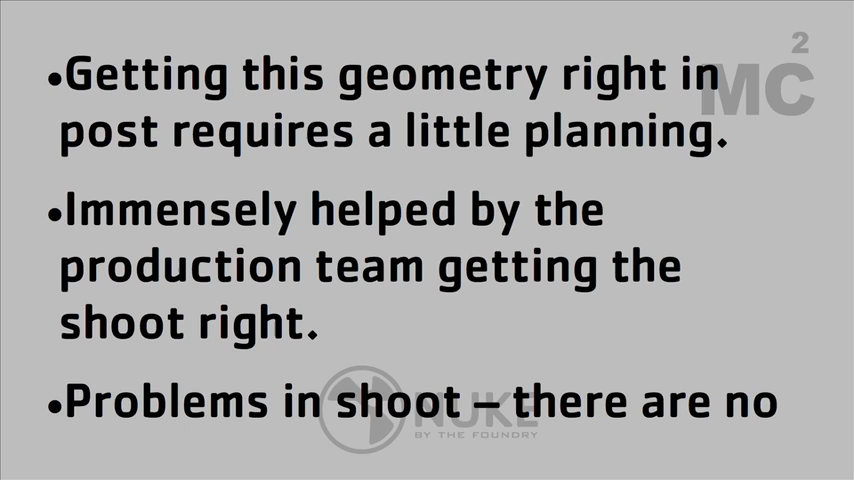 2
MC
•Getting this geometry right in
post requires a little planning.
•Immensely helped by the
production team getting the
shoot right.
•Problems in shoot – there are no
NUKE
BY THE FOUNDRY